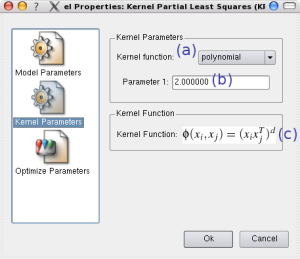 el Properties: Kernel Partial Least Squares (KI
Model Parameters
Kernel Parameters
Optimize Parameters
Kernel Parameters
Kernel function: (a) polynomial
Parameter 1: 2.000000 (b)
Kernel Function
Kernel Function: ϕ(x_i, x_j) = (x_i x_j^T)^d (c)
Ok Cancel